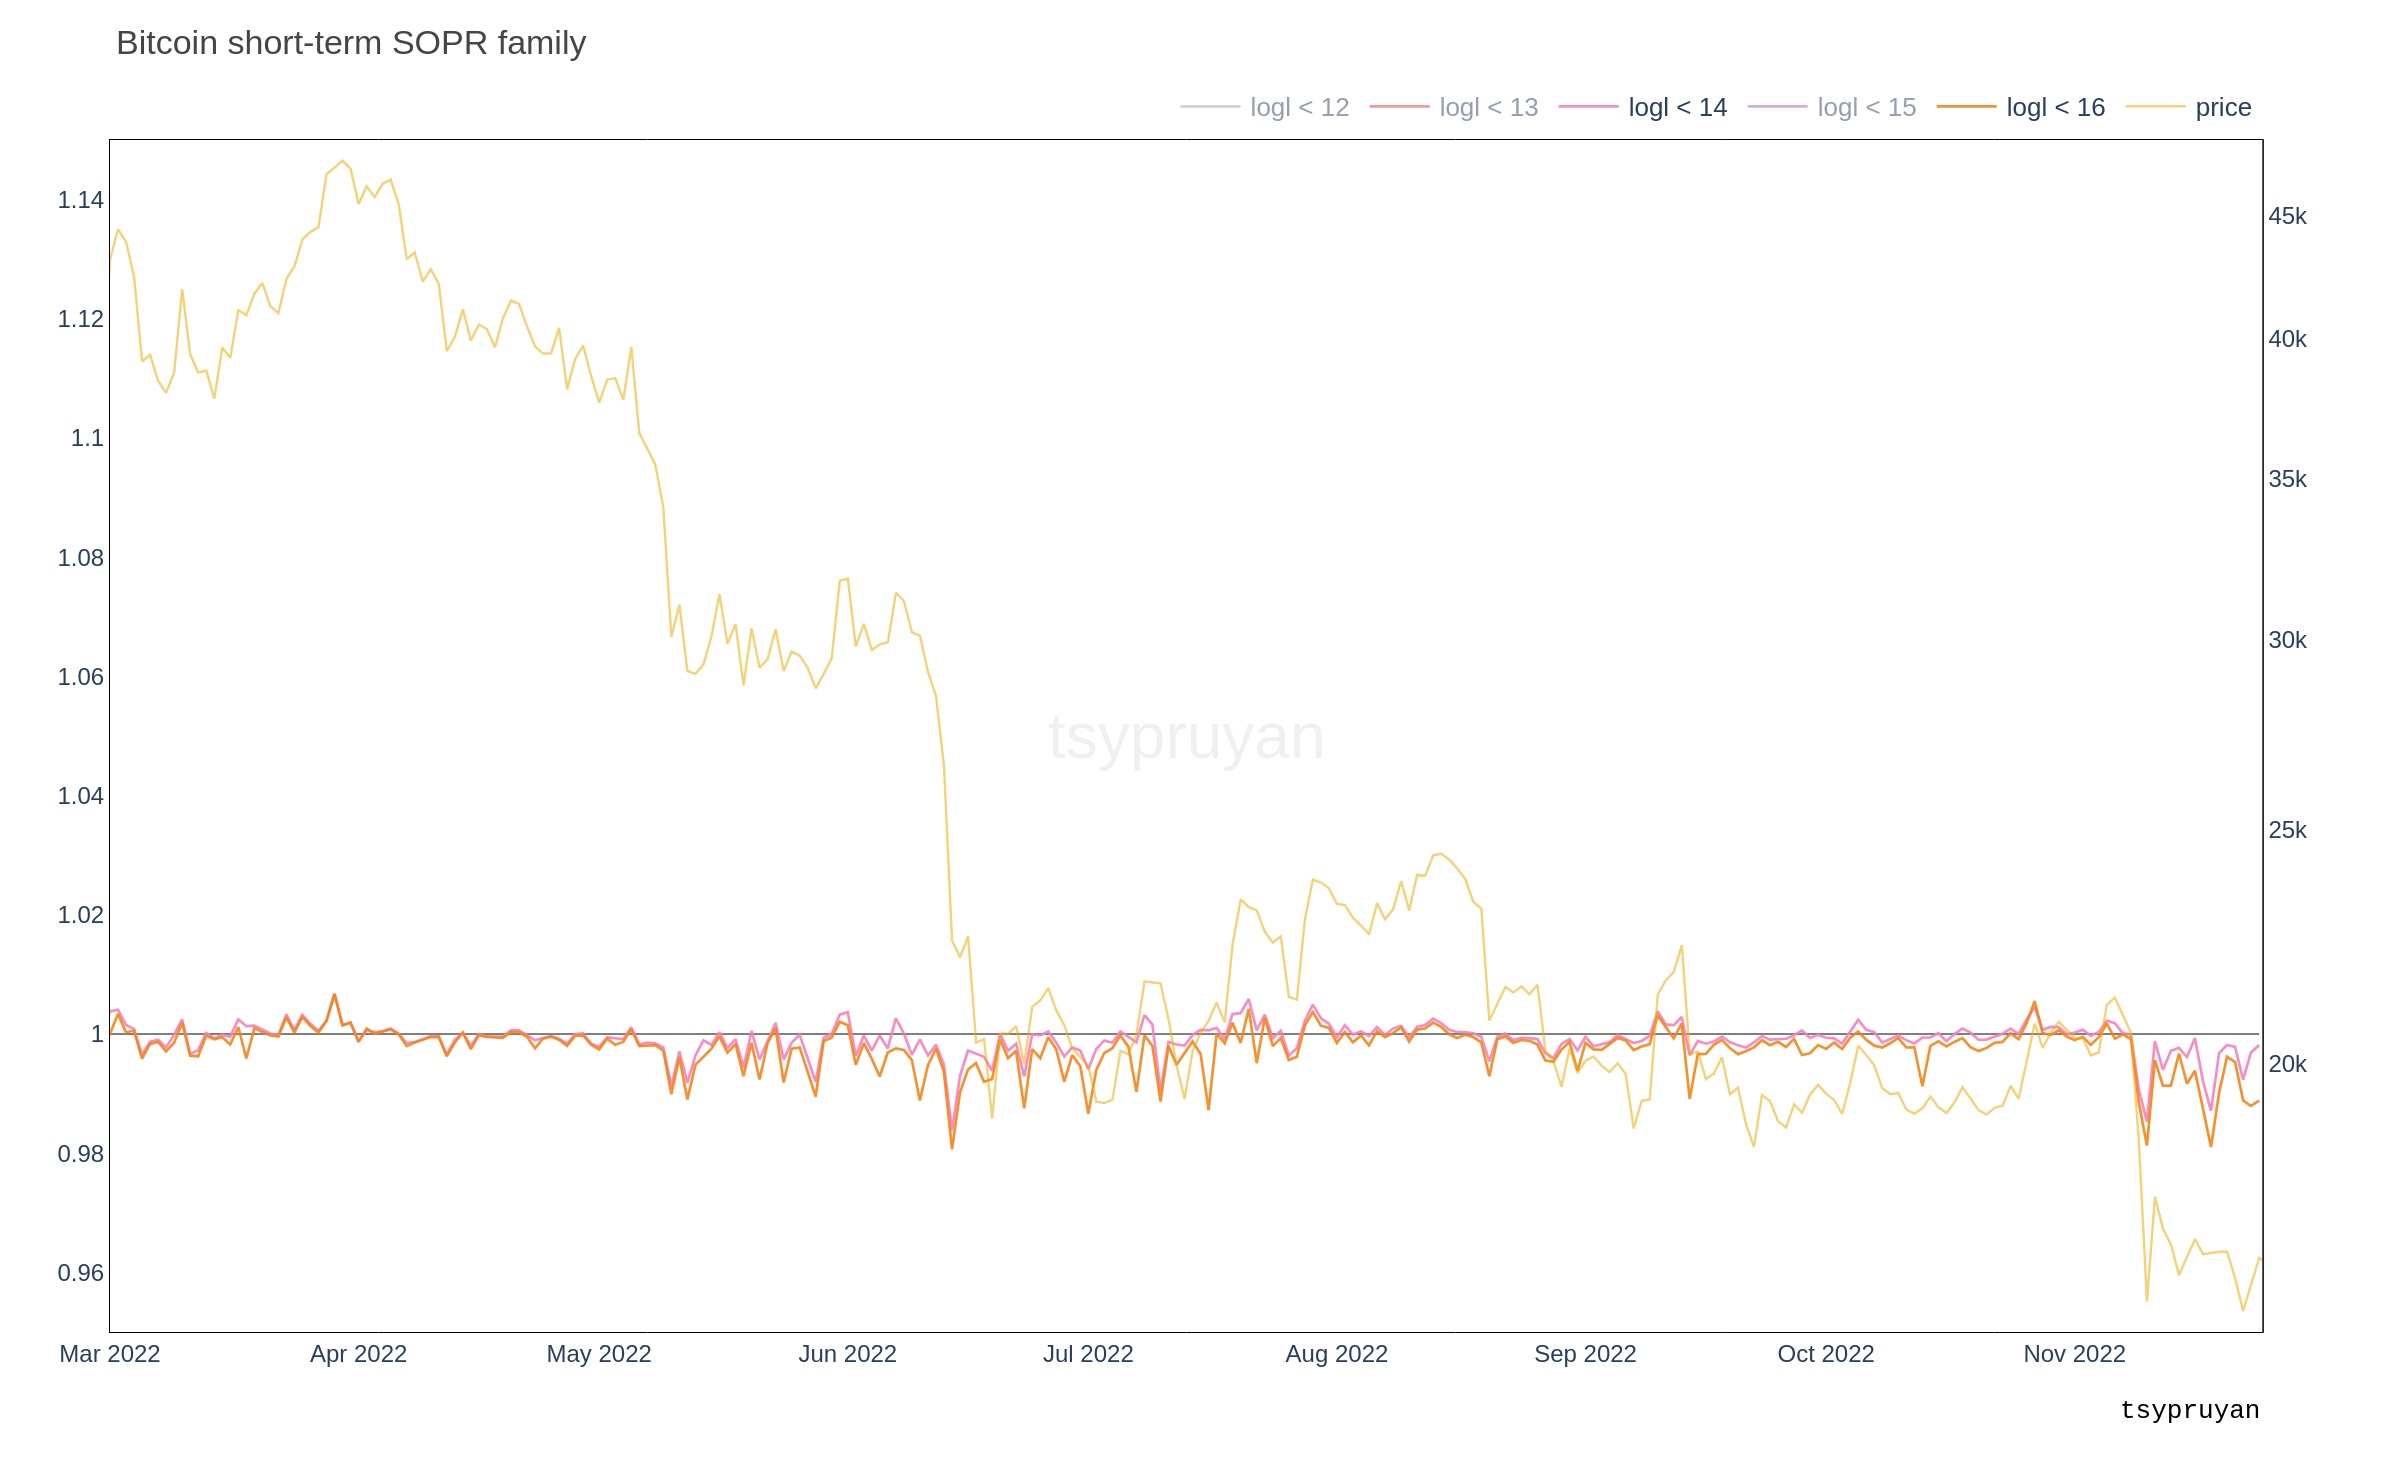 Bitcoin short-term SOPR family
logl < 12 logl < 13 logl < 14 logl < 15 logl < 16 price
1.14
1.12
1.1
1.08
1.06
1.04
1.02
1
0.98
0.96
45k
40k
35k
30k
25k
20k
tsypruyan
Mar 2022 Apr 2022 May 2022 Jun 2022 Jul 2022 Aug 2022 Sep 2022 Oct 2022 Nov 2022
tsypruyan